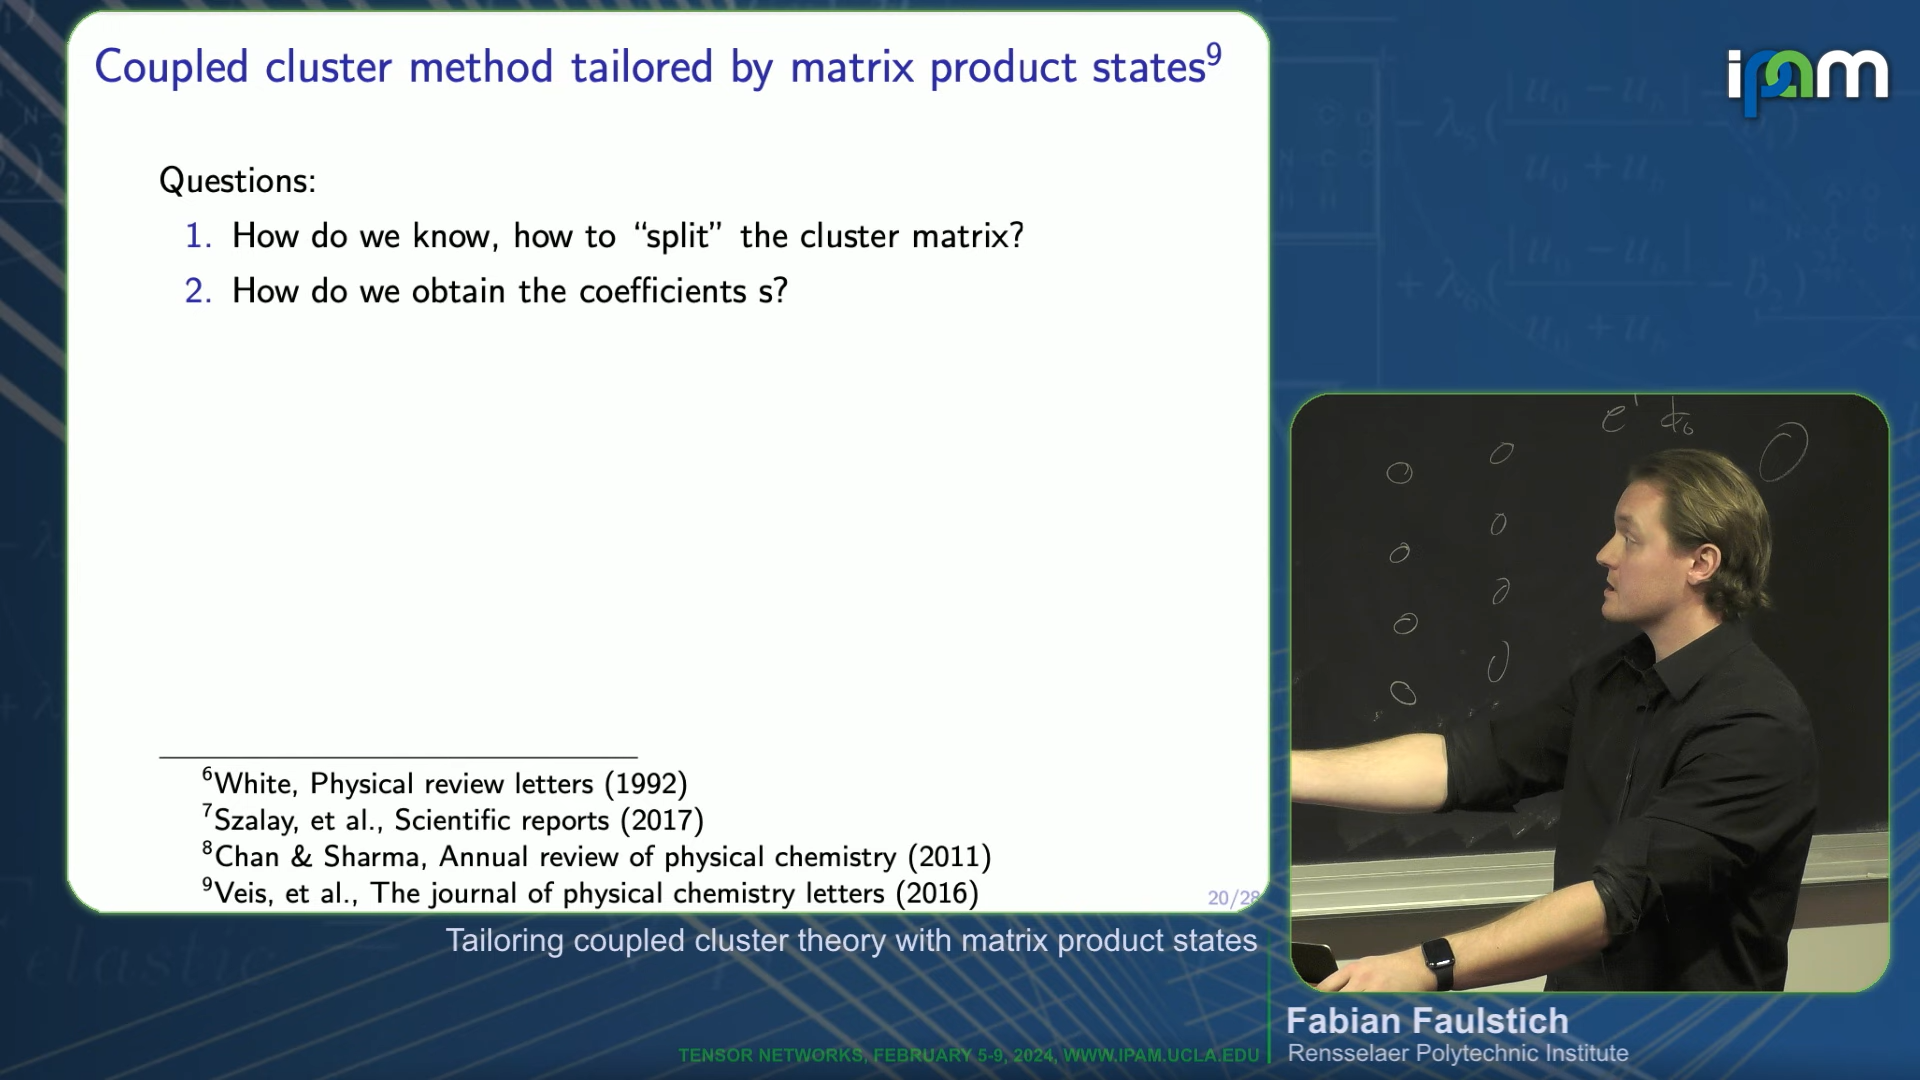 Coupled cluster method tailored by matrix product states⁹
Questions:
1. How do we know, how to “split” the cluster matrix?
2. How do we obtain the coefficients s?
⁶White, Physical review letters (1992)
⁷Szalay, et al., Scientific reports (2017)
⁸Chan & Sharma, Annual review of physical chemistry (2011)
⁹Veis, et al., The journal of physical chemistry letters (2016)
20/28
ipam
Tailoring coupled cluster theory with matrix product states
Fabian Faulstich
Rensselaer Polytechnic Institute
TENSOR NETWORKS, FEBRUARY 5-9, 2024, WWW.IPAM.UCLA.EDU